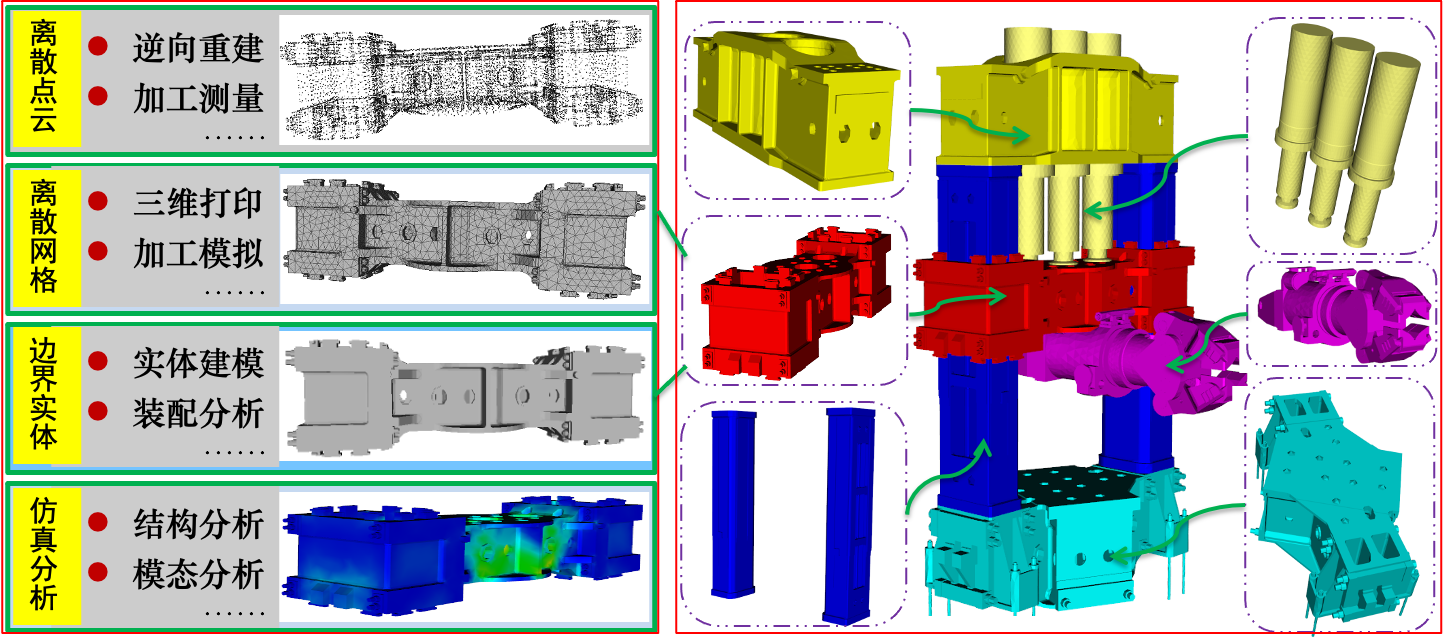 离散点云
逆向重建
加工测量
······
离散网格
三维打印
加工模拟
······
边界实体
实体建模
装配分析
······
仿真分析
结构分析
模态分析
······